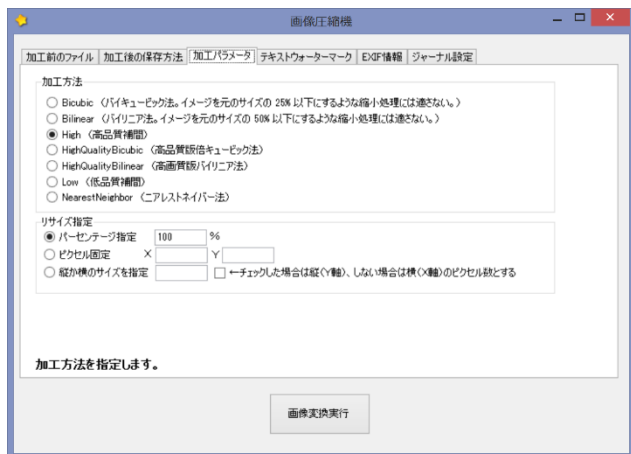 画像圧縮機
加工前のファイル 加工後の保存方法 加工パラメータ テキストウォーターマーク EXIF情報 ジャーナル設定
加工方法
Bicubic （バイキュービック法。イメージを元のサイズの 25% 以下にするような縮小処理には適さない。）
Bilinear （バイリニア法。イメージを元のサイズの 50% 以下にするような縮小処理には適さない。）
High （高品質補間）
HighQualityBicubic （高品質版倍キュービック法）
HighQualityBilinear （高画質版バイリニア法）
Low （低品質補間）
NearestNeighbor （ニアレストネイバー法）
リサイズ指定
パーセンテージ指定 100 %
ピクセル固定 X Y
縦か横のサイズを指定 ←チェックした場合は縦（Y軸）、しない場合は横（X軸）のピクセル数とする
加工方法を指定します。
画像変換実行